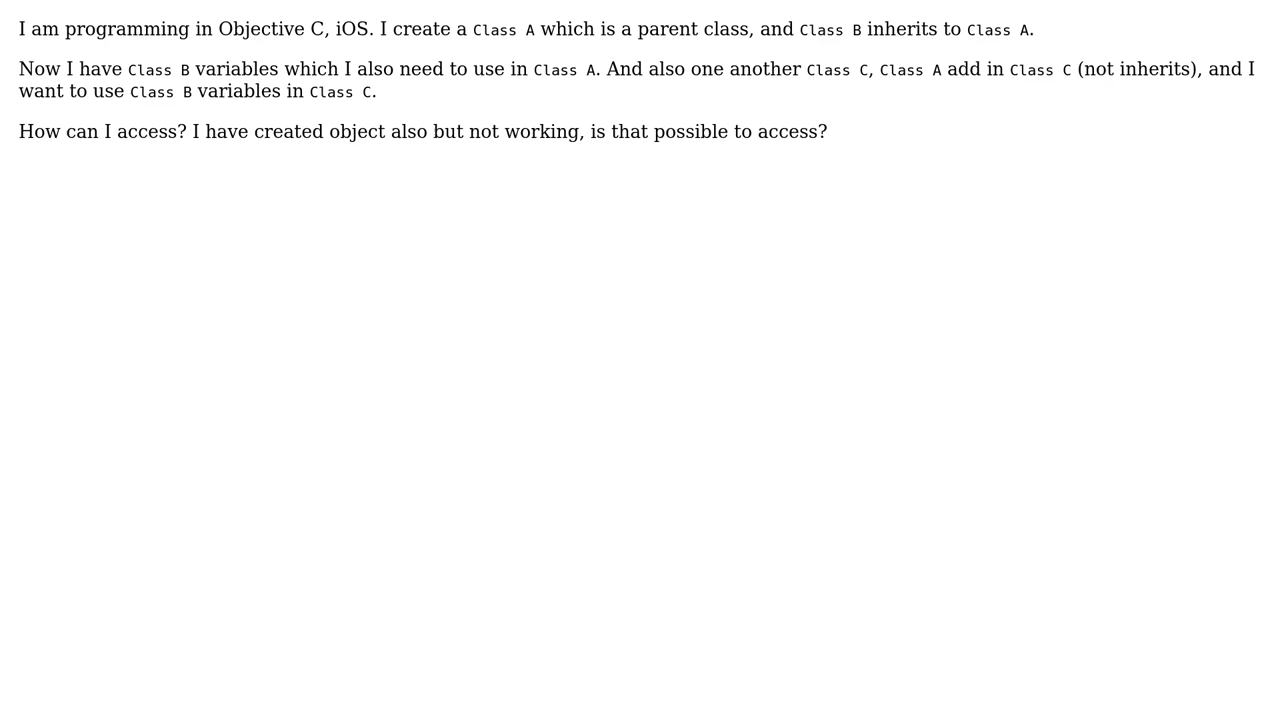 I am programming in Objective C, iOS. I create a Class A which is a parent class, and Class B inherits to Class A.
Now I have Class B variables which I also need to use in Class A. And also one another Class C, Class A add in Class C (not inherits), and I
want to use Class B variables in Class C.
How can I access? I have created object also but not working, is that possible to access?